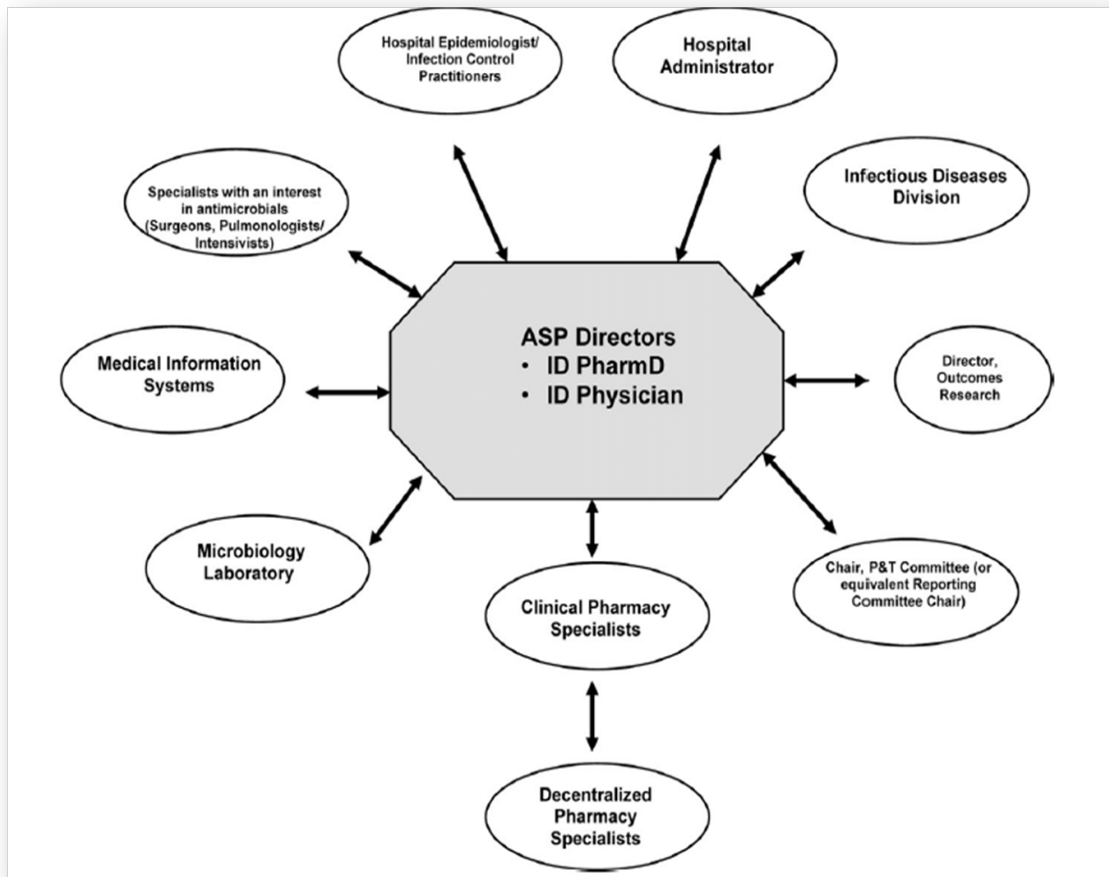 Hospital Epidemiologist/
Infection Control
Practitioners
Hospital
Administrator
Specialists with an interest
in antimicrobials
(Surgeons, Pulmonologists/
Intensivists)
Infectious Diseases
Division
ASP Directors
• ID PharmD
• ID Physician
Medical Information
Systems
Director,
Outcomes
Research
Microbiology
Laboratory
Clinical Pharmacy
Specialists
Chair, P&T Committee (or
equivalent Reporting
Committee Chair)
Decentralized
Pharmacy
Specialists